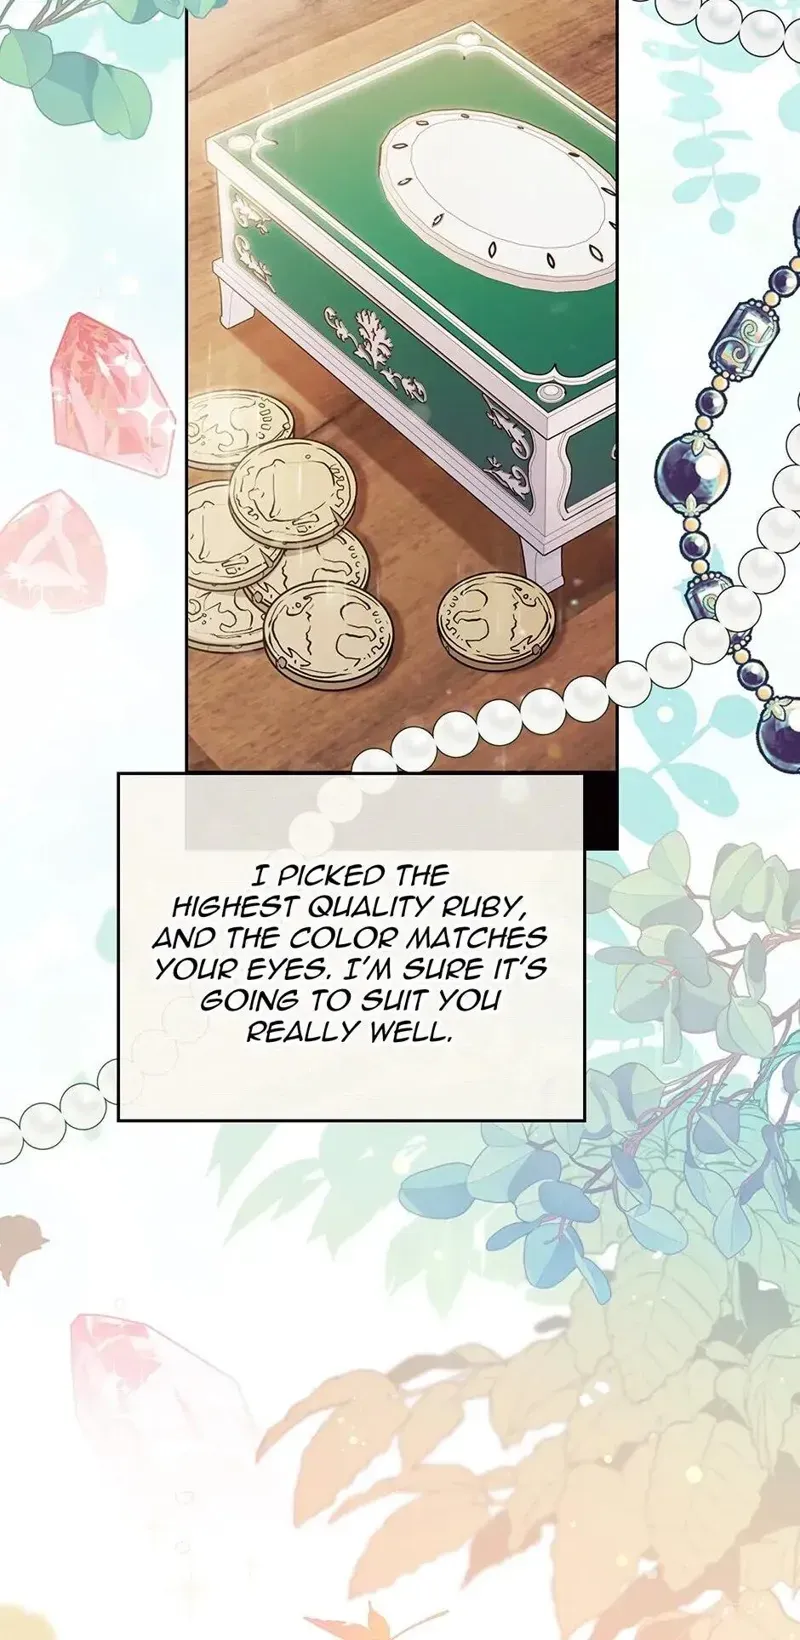 I PICKED THE
HIGHEST QUALITY RUBY,
AND THE COLOR MATCHES
YOUR EYES. I'M SURE IT'S
GOING TO SUIT YOU
REALLY WELL.